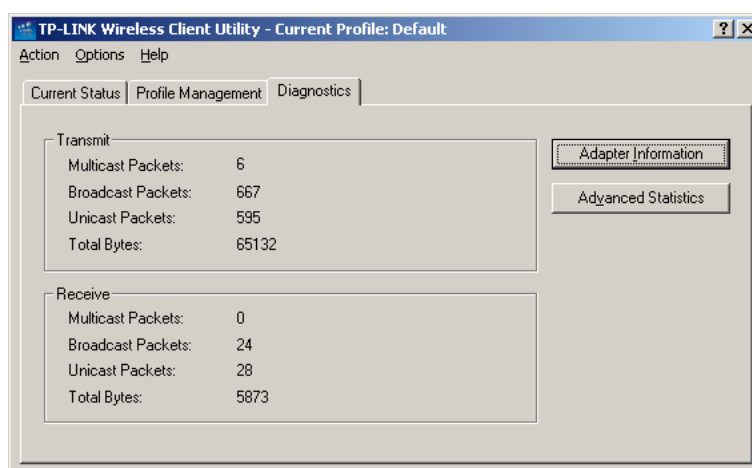 TP-LINK Wireless Client Utility - Current Profile: Default
Action Options Help
Current Status Profile Management Diagnostics
Transmit
Multicast Packets: 6
Broadcast Packets: 667
Unicast Packets: 595
Total Bytes: 65132
Adapter Information
Advanced Statistics
Receive
Multicast Packets: 0
Broadcast Packets: 24
Unicast Packets: 28
Total Bytes: 5873